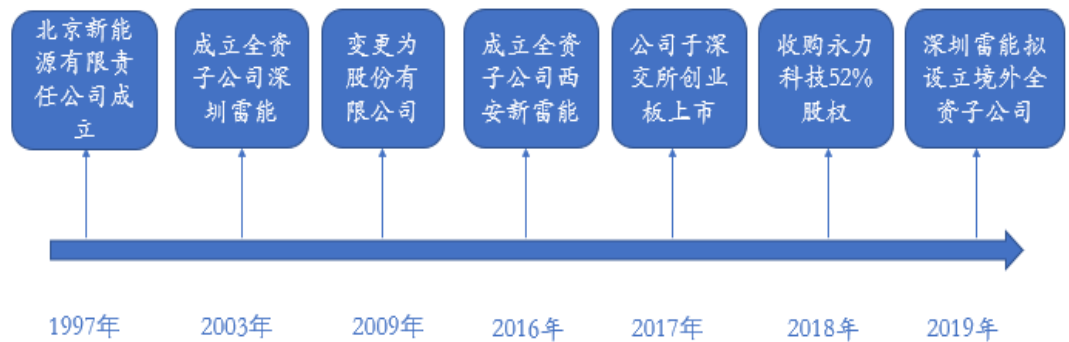 北京新能
源有限责
任公司成
立
成立全资
子公司深
圳雷能
变更为
股份有
限公司
成立全资
子公司西
安新雷能
公司于深
交所创业
板上市
收购永力
科技52%
股权
深圳雷能拟
设立境外全
资子公司
1997年
2003年
2009年
2016年
2017年
2018年
2019年